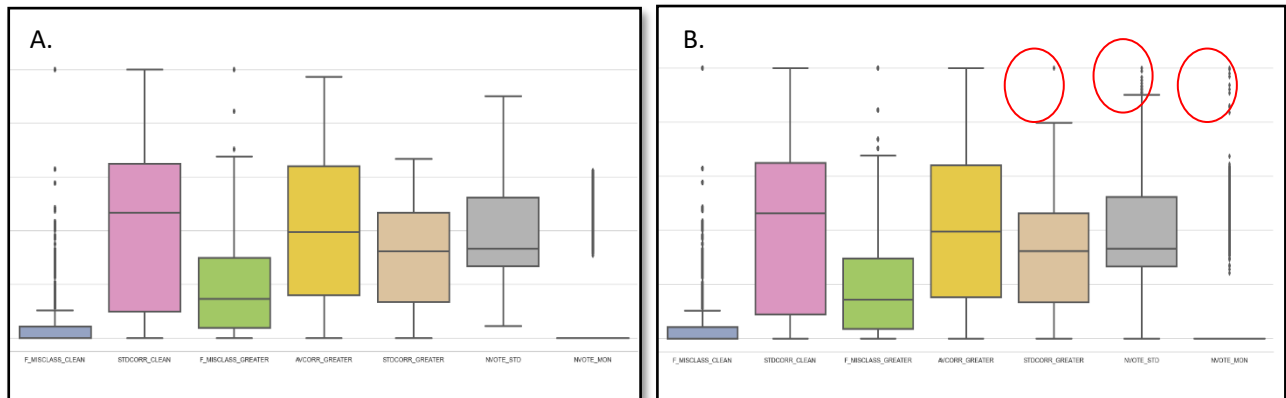 A.
F_MISCLASS_CLEAN STDCORR_CLEAN F_MISCLASS_GREATER AVCORR_GREATER STDCORR_GREATER NVOTE_STD NVOTE_MON
B.
F_MISCLASS_CLEAN STDCORR_CLEAN F_MISCLASS_GREATER AVCORR_GREATER STDCORR_GREATER NVOTE_STD NVOTE_MON